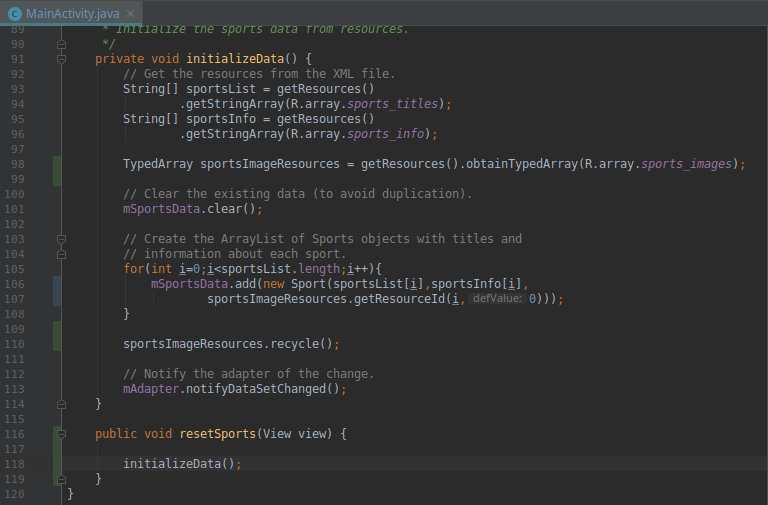 MainActivity.java
89 * Initialize the sports data from resources.
90 */
91 private void initializeData() {
92 // Get the resources from the XML file.
93 String[] sportsList = getResources()
94 .getStringArray(R.array.sports_titles);
95 String[] sportsInfo = getResources()
96 .getStringArray(R.array.sports_info);
97
98 TypedArray sportsImageResources = getResources().obtainTypedArray(R.array.sports_images);
99
100 // Clear the existing data (to avoid duplication).
101 mSportsData.clear();
102
103 // Create the ArrayList of Sports objects with titles and
104 // information about each sport.
105 for(int i=0;i<sportsList.length;i++){
106 mSportsData.add(new Sport(sportsList[i],sportsInfo[i],
107 sportsImageResources.getResourceId(i, defValue: 0)));
108 }
109
110 sportsImageResources.recycle();
111
112 // Notify the adapter of the change.
113 mAdapter.notifyDataSetChanged();
114 }
115
116 public void resetSports(View view) {
117
118 initializeData();
119 }
120 }